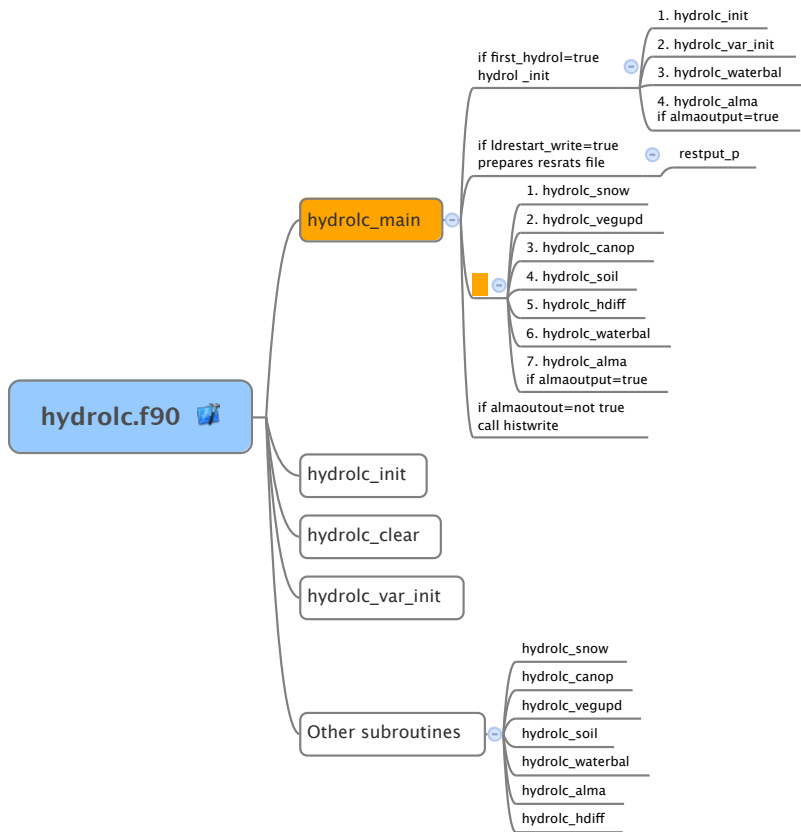 hydrolc.f90
hydrolc_main
if first_hydrol=true
hydrol _init
1. hydrolc_init
2. hydrolc_var_init
3. hydrolc_waterbal
4. hydrolc_alma
if almaoutput=true
if ldrestart_write=true
prepares resrats file
restput_p
1. hydrolc_snow
2. hydrolc_vegupd
3. hydrolc_canop
4. hydrolc_soil
5. hydrolc_hdiff
6. hydrolc_waterbal
7. hydrolc_alma
if almaoutput=true
if almaoutout=not true
call histwrite
hydrolc_init
hydrolc_clear
hydrolc_var_init
Other subroutines
hydrolc_snow
hydrolc_canop
hydrolc_vegupd
hydrolc_soil
hydrolc_waterbal
hydrolc_alma
hydrolc_hdiff